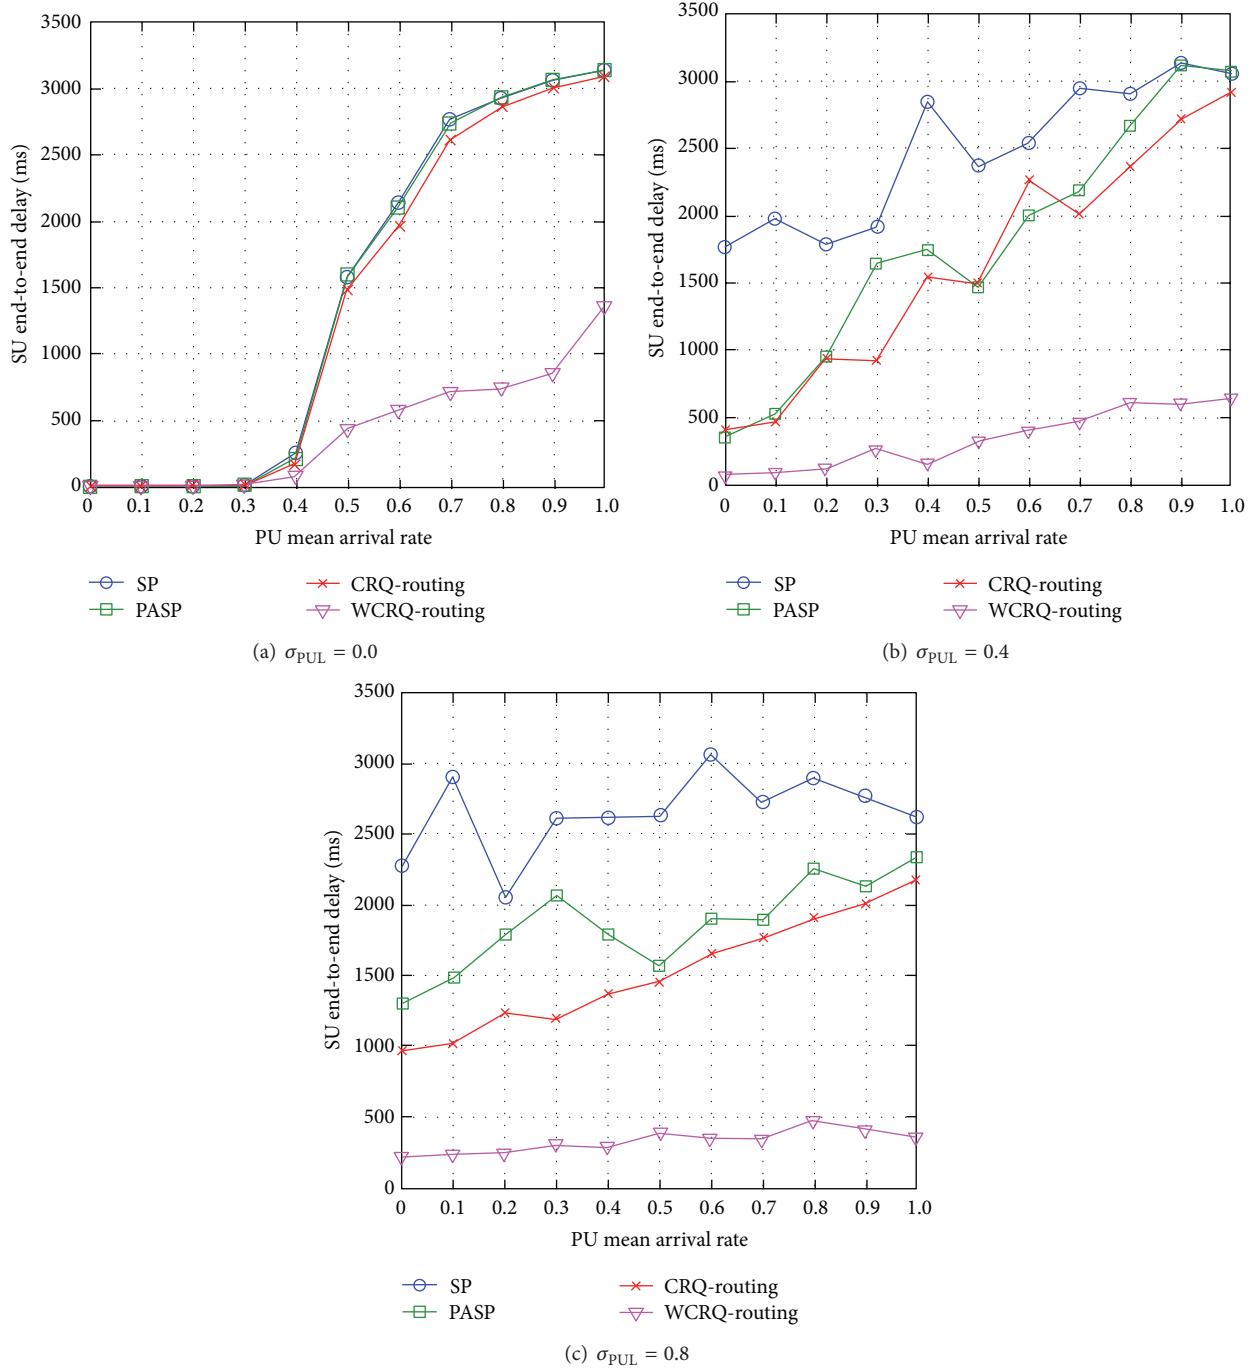 3500
3000
2500
2000
1500
1000
500
0
SU end-to-end delay (ms)
0 0.1 0.2 0.3 0.4 0.5 0.6 0.7 0.8 0.9 1.0
PU mean arrival rate
SP
PASP
CRQ-routing
WCRQ-routing
(a) σPUL = 0.0
3500
3000
2500
2000
1500
1000
500
0
SU end-to-end delay (ms)
0 0.1 0.2 0.3 0.4 0.5 0.6 0.7 0.8 0.9 1.0
PU mean arrival rate
SP
PASP
CRQ-routing
WCRQ-routing
(b) σPUL = 0.4
3500
3000
2500
2000
1500
1000
500
0
SU end-to-end delay (ms)
0 0.1 0.2 0.3 0.4 0.5 0.6 0.7 0.8 0.9 1.0
PU mean arrival rate
SP
PASP
CRQ-routing
WCRQ-routing
(c) σPUL = 0.8